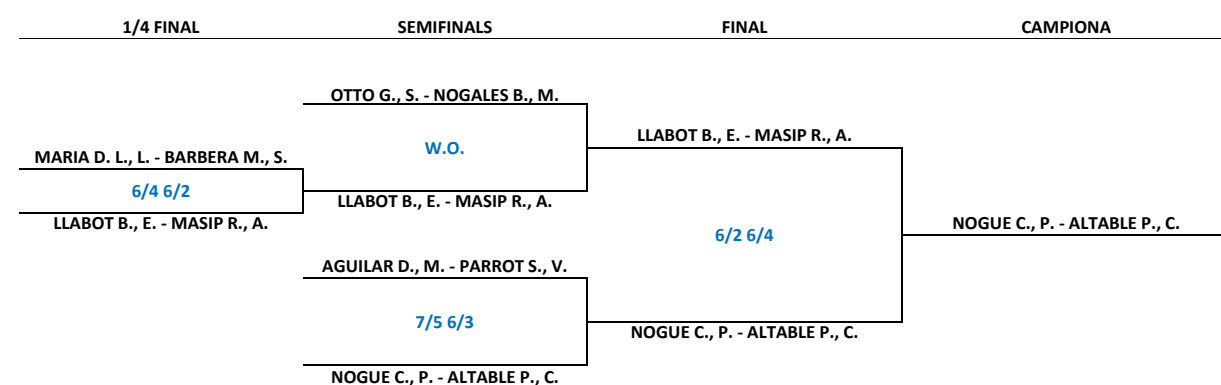 1/4 FINAL SEMIFINALS FINAL CAMPIONA
OTTO G., S. - NOGALES B., M.
LLABOT B., E. - MASIP R., A.
W.O.
MARIA D. L., L. - BARBERA M., S.
6/4 6/2
LLABOT B., E. - MASIP R., A.
LLABOT B., E. - MASIP R., A.
6/2 6/4
NOGUE C., P. - ALTABLE P., C.
AGUILAR D., M. - PARROT S., V.
7/5 6/3
NOGUE C., P. - ALTABLE P., C.
NOGUE C., P. - ALTABLE P., C.